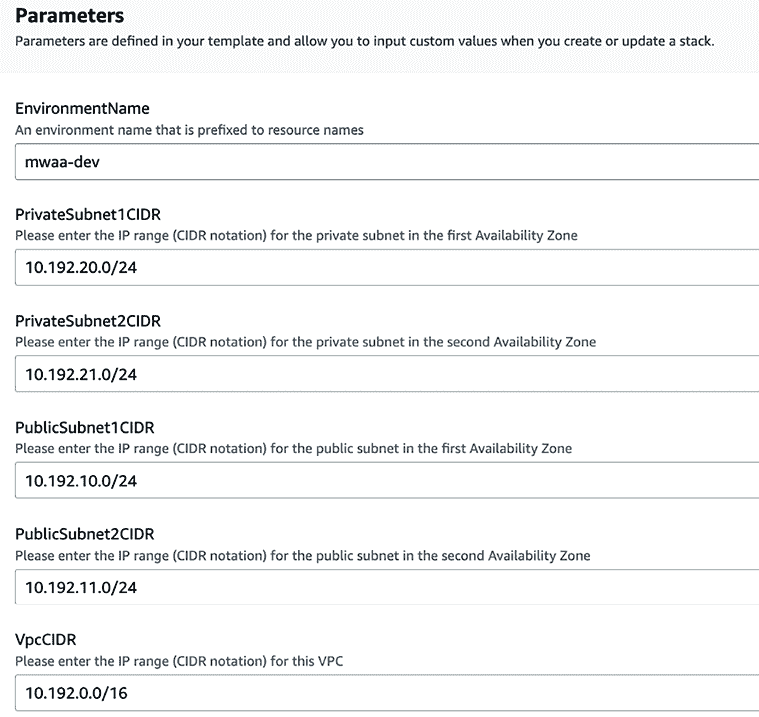 Parameters
Parameters are defined in your template and allow you to input custom values when you create or update a stack.
EnvironmentName
An environment name that is prefixed to resource names
mwaa-dev
PrivateSubnet1CIDR
Please enter the IP range (CIDR notation) for the private subnet in the first Availability Zone
10.192.20.0/24
PrivateSubnet2CIDR
Please enter the IP range (CIDR notation) for the private subnet in the second Availability Zone
10.192.21.0/24
PublicSubnet1CIDR
Please enter the IP range (CIDR notation) for the public subnet in the first Availability Zone
10.192.10.0/24
PublicSubnet2CIDR
Please enter the IP range (CIDR notation) for the public subnet in the second Availability Zone
10.192.11.0/24
VpcCIDR
Please enter the IP range (CIDR notation) for this VPC
10.192.0.0/16